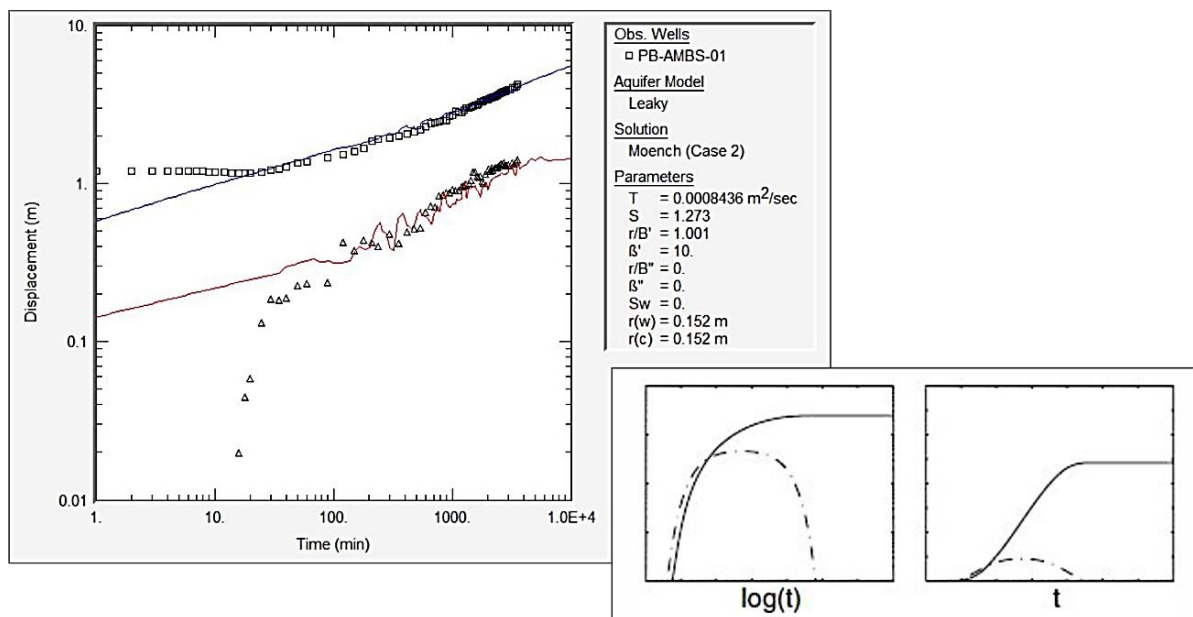 10.
1.
0.1
0.01
1.
10.
100.
1000.
1.0E+4
Displacement (m)
Time (min)
Obs. Wells
□ PB-AMBS-01
Aquifer Model
Leaky
Solution
Moench (Case 2)
Parameters
T = 0.0008436 m²/sec
S = 1.273
r/B' = 1.001
ß' = 10.
r/B" = 0.
ß" = 0.
Sw = 0.
r(w) = 0.152 m
r(c) = 0.152 m
log(t)
t